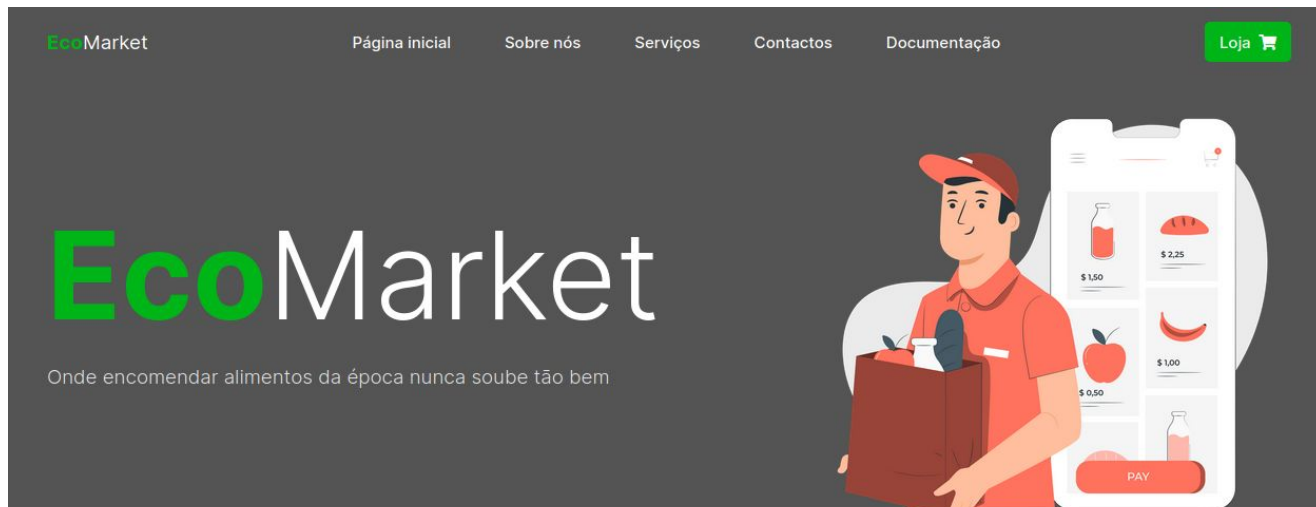 EcoMarket
Página inicial
Sobre nós
Serviços
Contactos
Documentação
Loja
EcoMarket
Onde encomendar alimentos da época nunca soube tão bem
$ 1,50
$ 2,25
$ 0,50
$ 1,00
PAY